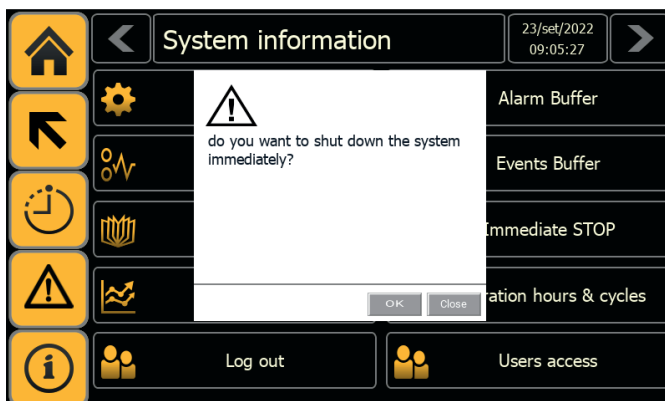 System information
23/set/2022
09:05:27
Alarm Buffer
do you want to shut down the system
immediately?
Events Buffer
Immediate STOP
ration hours & cycles
OK
Close
Log out
Users access